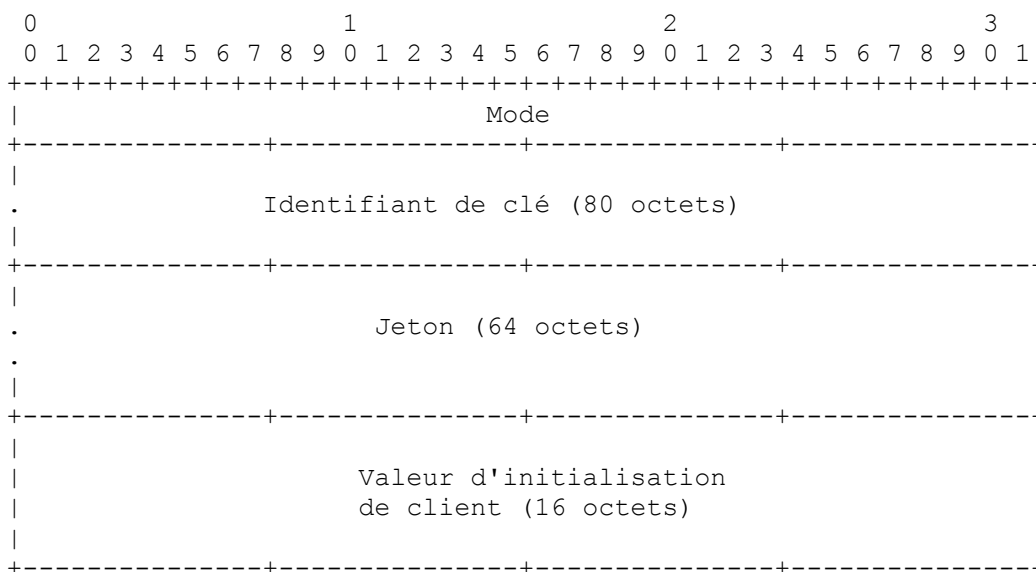 0 1 2 3
0 1 2 3 4 5 6 7 8 9 0 1 2 3 4 5 6 7 8 9 0 1 2 3 4 5 6 7 8 9 0 1
Mode
Identifiant de clé (80 octets)
Jeton (64 octets)
Valeur d'initialisation
de client (16 octets)